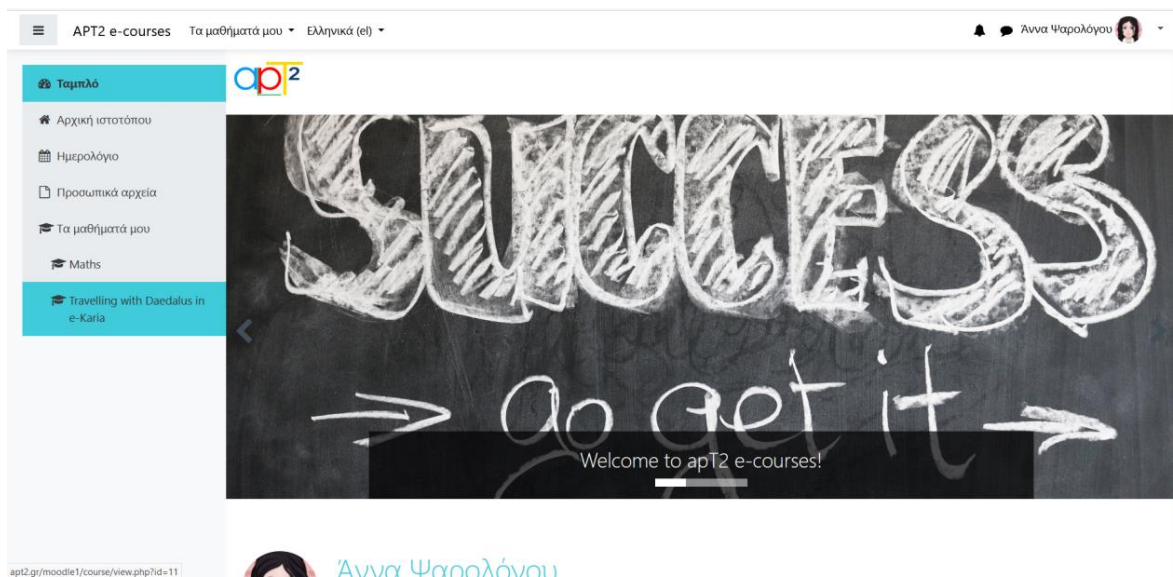 APT2 e-courses Τα μαθήματά μου Ελληνικά (el) Άννα Ψαρολόγου
Ταμπλό
Αρχική ιστοτόπου
Ημερολόγιο
Προσωπικά αρχεία
Τα μαθήματά μου
Maths
Travelling with Daedalus in
e-Karia
apT2
SUCCESS
go get it
Welcome to apT2 e-courses!
Άννα Ψαρολόγου
apt2.gr/moodle1/course/view.php?id=11